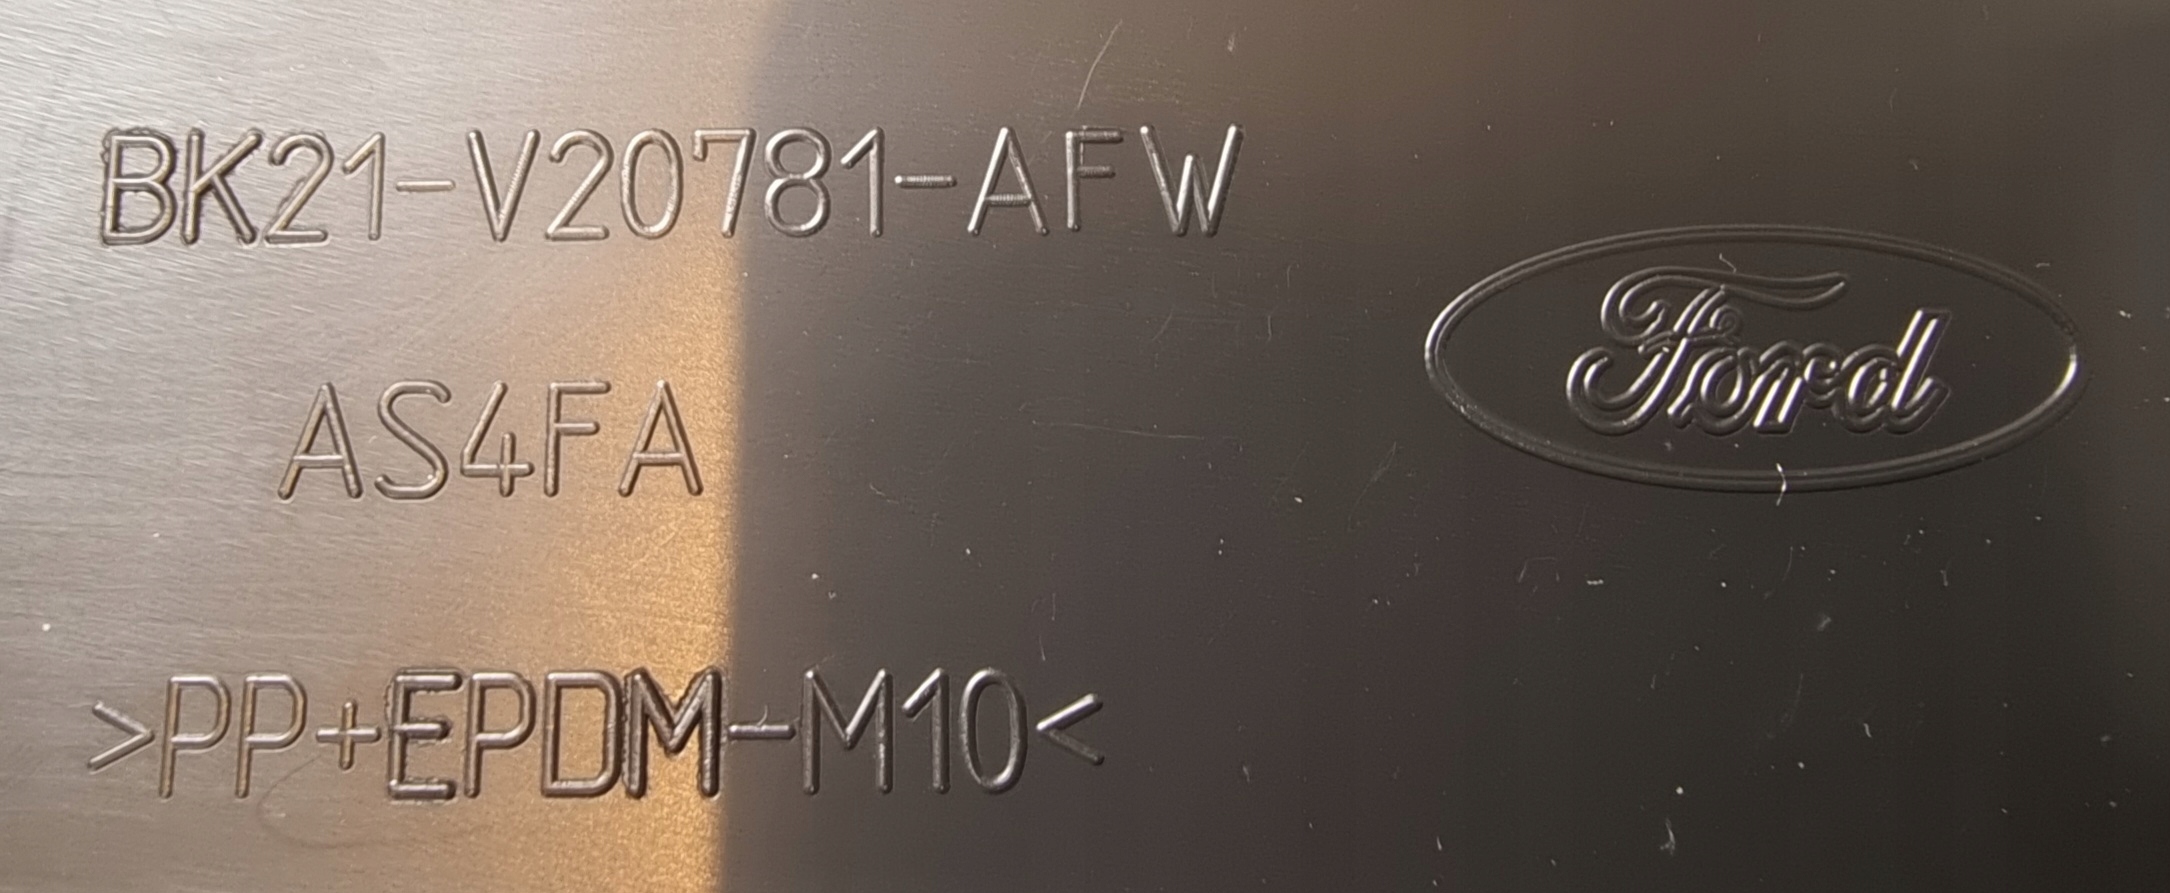 BK21-V20781-AFW
Ford
AS4FA
>PP+EPDM-M10<